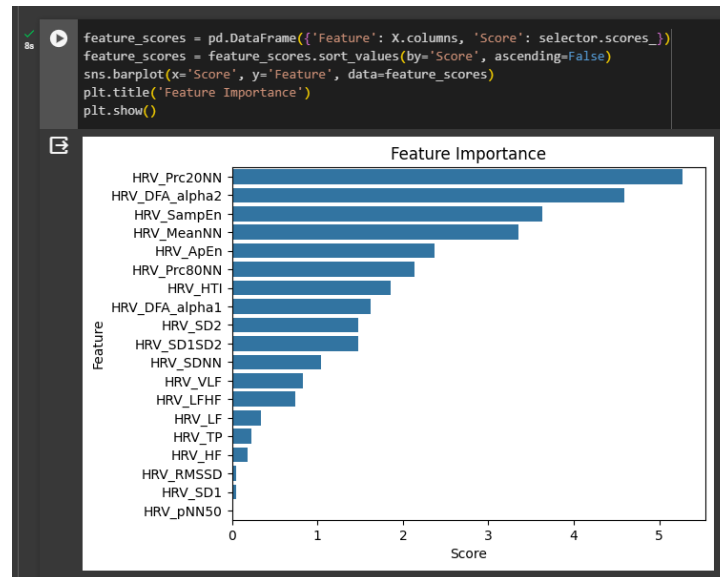 8s
feature_scores = pd.DataFrame({'Feature': X.columns, 'Score': selector.scores_})
feature_scores = feature_scores.sort_values(by='Score', ascending=False)
sns.barplot(x='Score', y='Feature', data=feature_scores)
plt.title('Feature Importance')
plt.show()
Feature Importance
HRV_Prc20NN
HRV_DFA_alpha2
HRV_SampEn
HRV_MeanNN
HRV_ApEn
HRV_Prc80NN
HRV_HTI
HRV_DFA_alpha1
HRV_SD2
HRV_SD1SD2
HRV_SDNN
HRV_VLF
HRV_LFHF
HRV_LF
HRV_TP
HRV_HF
HRV_RMSSD
HRV_SD1
HRV_pNN50
Feature
0 1 2 3 4 5
Score